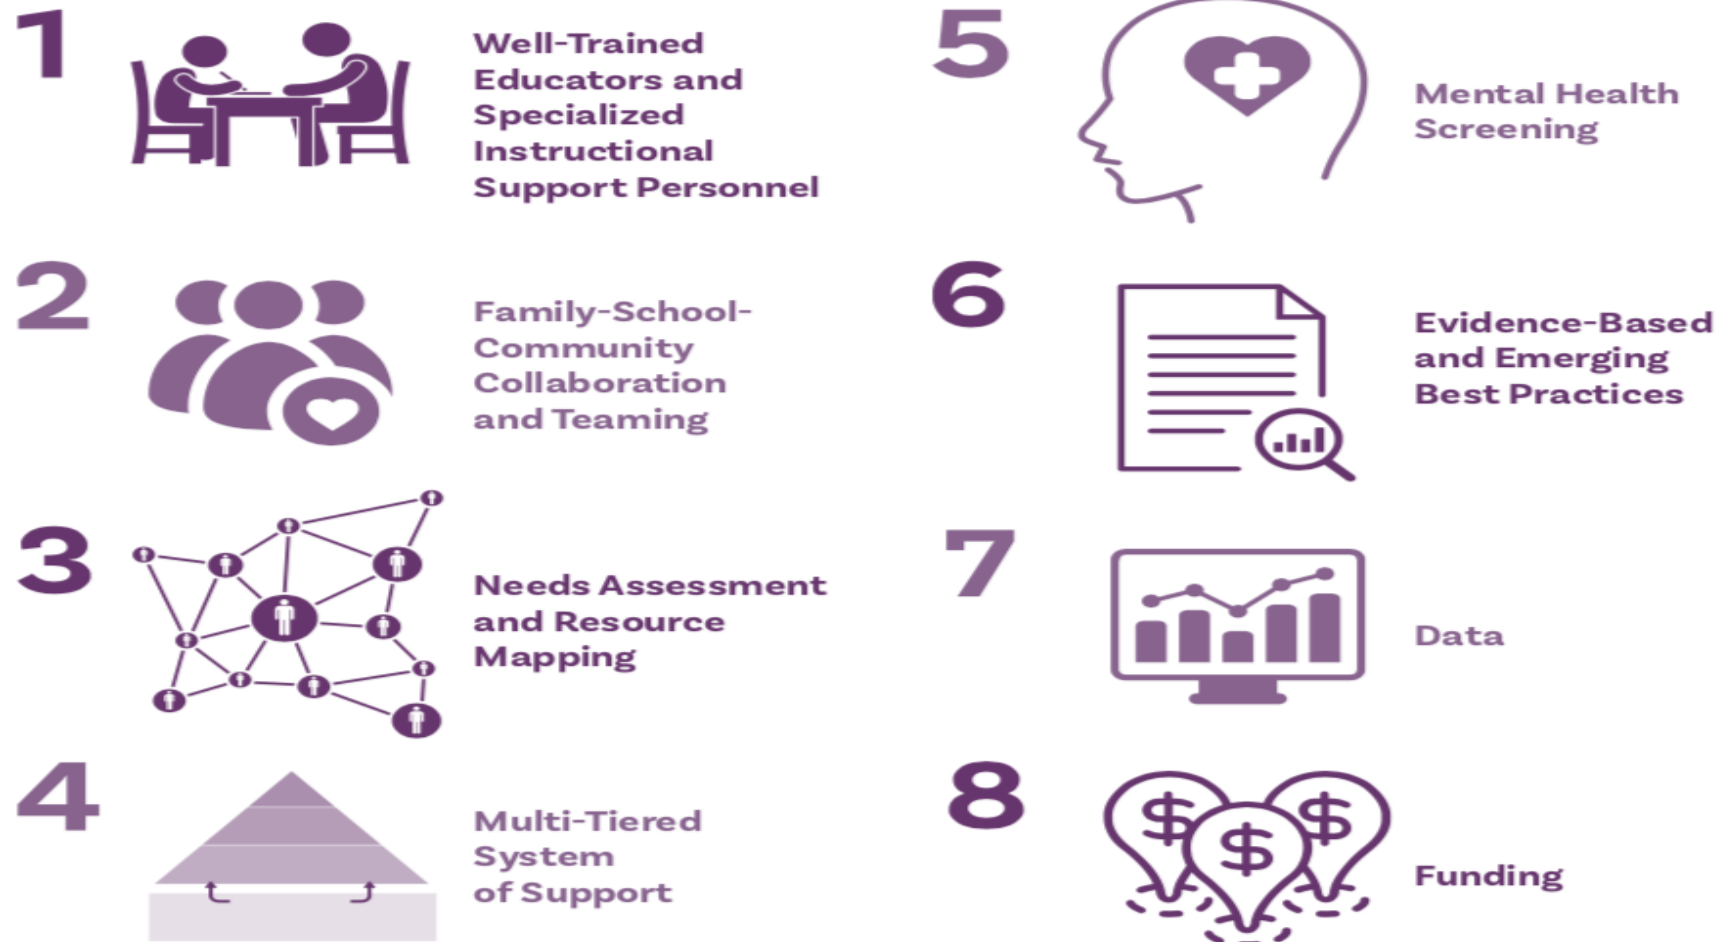 1
Well-Trained
Educators and
Specialized
Instructional
Support Personnel
2
Family-School-
Community
Collaboration
and Teaming
3
Needs Assessment
and Resource
Mapping
4
Multi-Tiered
System
of Support
5
Mental Health
Screening
6
Evidence-Based
and Emerging
Best Practices
7
Data
8
$ $ $
Funding